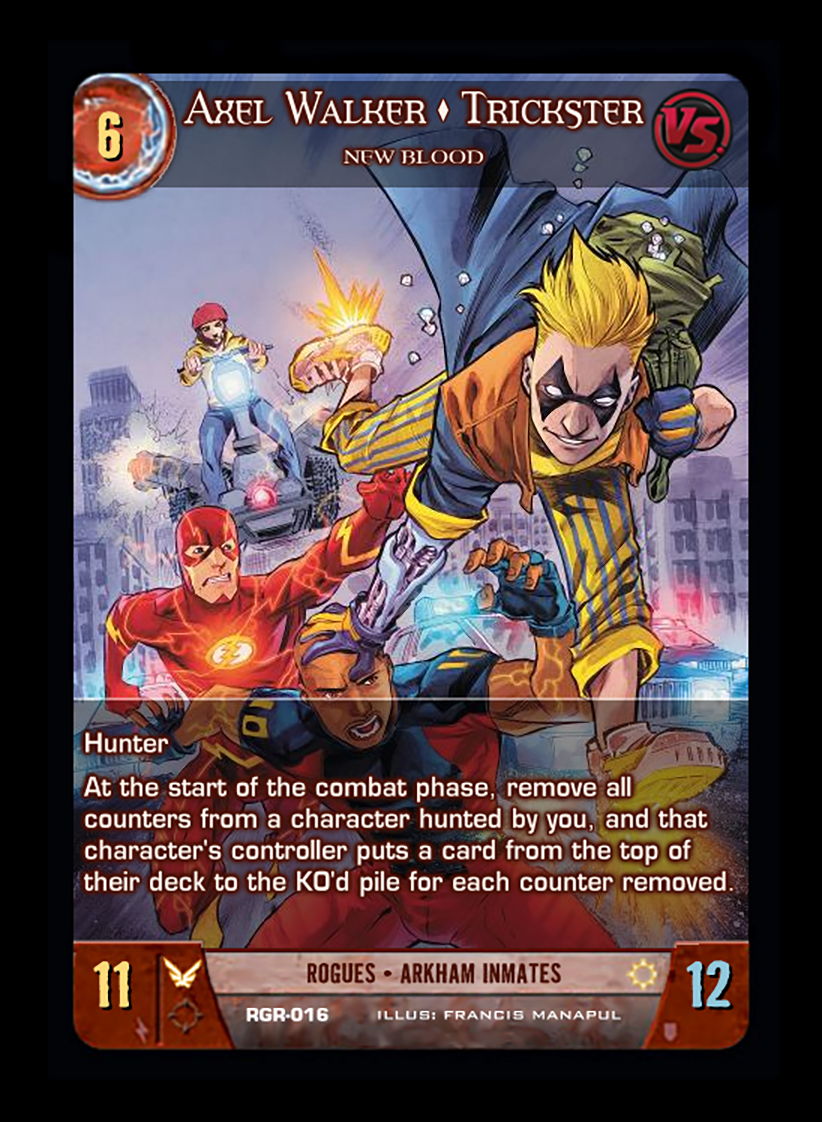 6
AXEL WALKER ♦ TRICKSTER
VS.
NEW BLOOD
Hunter
At the start of the combat phase, remove all
counters from a character hunted by you, and that
character's controller puts a card from the top of
their deck to the KO'd pile for each counter removed.
11
ROGUES • ARKHAM INMATES
12
RGR-016 ILLUS: FRANCIS MANAPUL